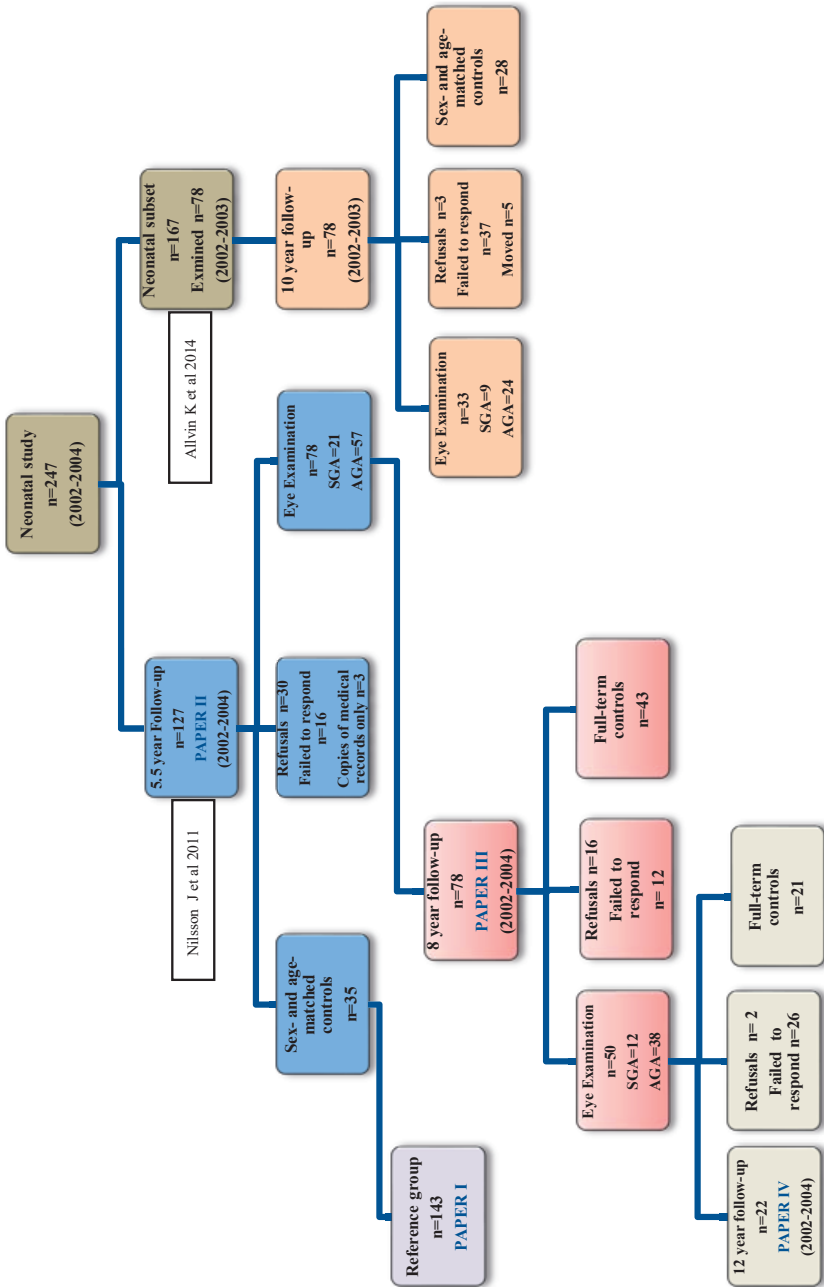 Neonatal study
n=247
(2002-2004)
Nilsson J et al 2011
5.5 year Follow-up
n=127
PAPER II
(2002-2004)
Allvin K et al 2014
Neonatal subset
n=167
Exmined n=78
(2002-2003)
Sex- and age-
matched
controls
n=35
Refusals n=30
Failed to respond
n=16
Copies of medical
records only n=3
Eye Examination
n=78
SGA=21
AGA=57
10 year follow-
up
n=78
(2002-2003)
Reference group
n=143
PAPER I
8 year follow-up
n=78
PAPER III
(2002-2004)
Eye Examination
n=33
SGA=9
AGA=24
Refusals n=3
Failed to respond
n=37
Moved n=5
Sex- and age-
matched
controls
n=28
Eye Examination
n=50
SGA=12
AGA=38
Refusals n=16
Failed to
respond
n= 12
Full-term
controls
n=43
12 year follow-up
n=22
PAPER IV
(2002-2004)
Refusals n= 2
Failed to
respond n=26
Full-term
controls
n=21